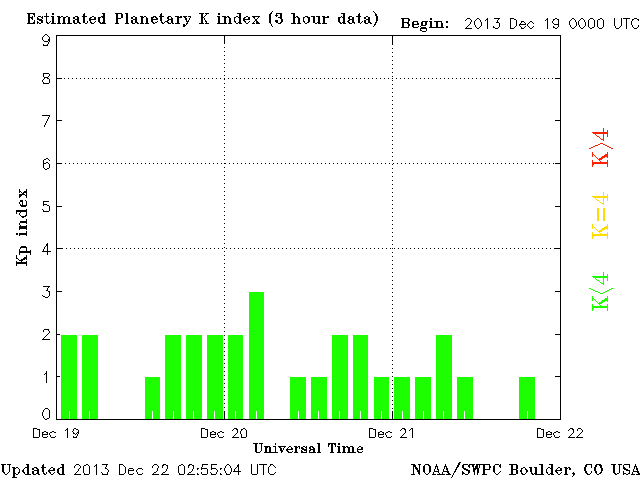 Estimated Planetary K index (3 hour data) Begin: 2013 Dec 19 0000 UTC
9
8
7
6
5
4
3
2
1
0
Kp index
K>4
K=4
K<4
Dec 19 Dec 20 Dec 21 Dec 22
Universal Time
Updated 2013 Dec 22 02:55:04 UTC NOAA/SWPC Boulder, CO USA